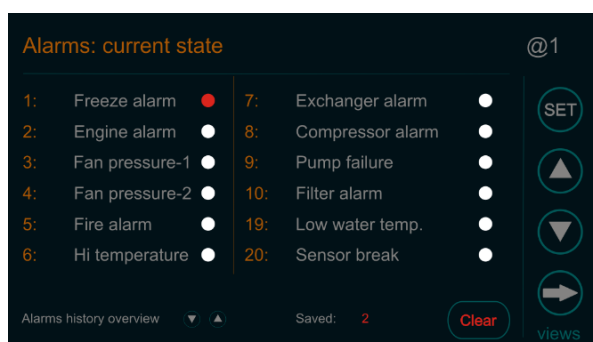 Alarms: current state
@1
1: Freeze alarm
2: Engine alarm
3: Fan pressure-1
4: Fan pressure-2
5: Fire alarm
6: Hi temperature
7: Exchanger alarm
8: Compressor alarm
9: Pump failure
10: Filter alarm
19: Low water temp.
20: Sensor break
SET
Alarms history overview
Saved: 2
Clear
views